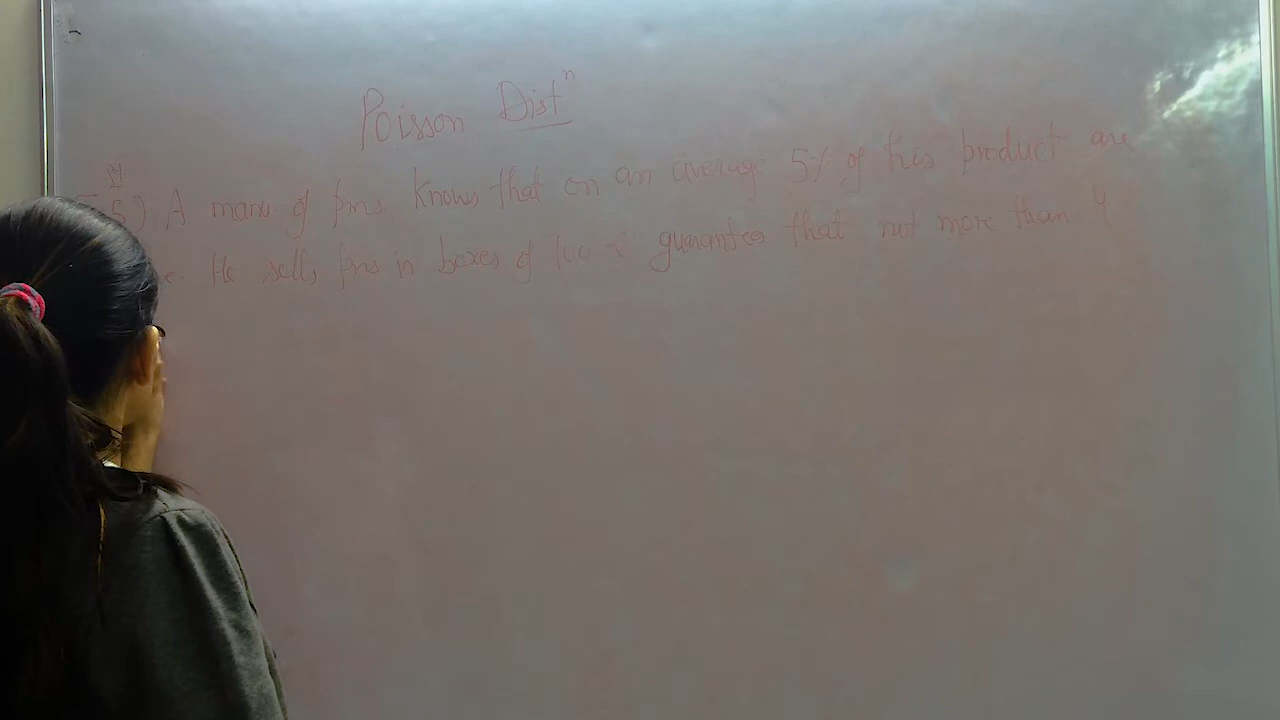 Poisson Distⁿ
5) A manu of pins knows that on an average 5% of his product are
He sells pins in boxes of 100 & guarantees that not more than 4